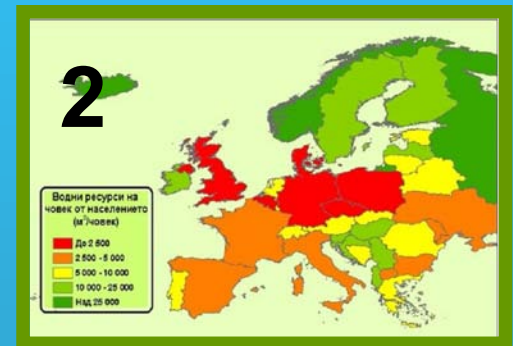 2
Водни ресурси на
човек от населението
(м³/човек)
До 2 500
2 500 - 5 000
5 000 - 10 000
10 000 - 25 000
Над 25 000